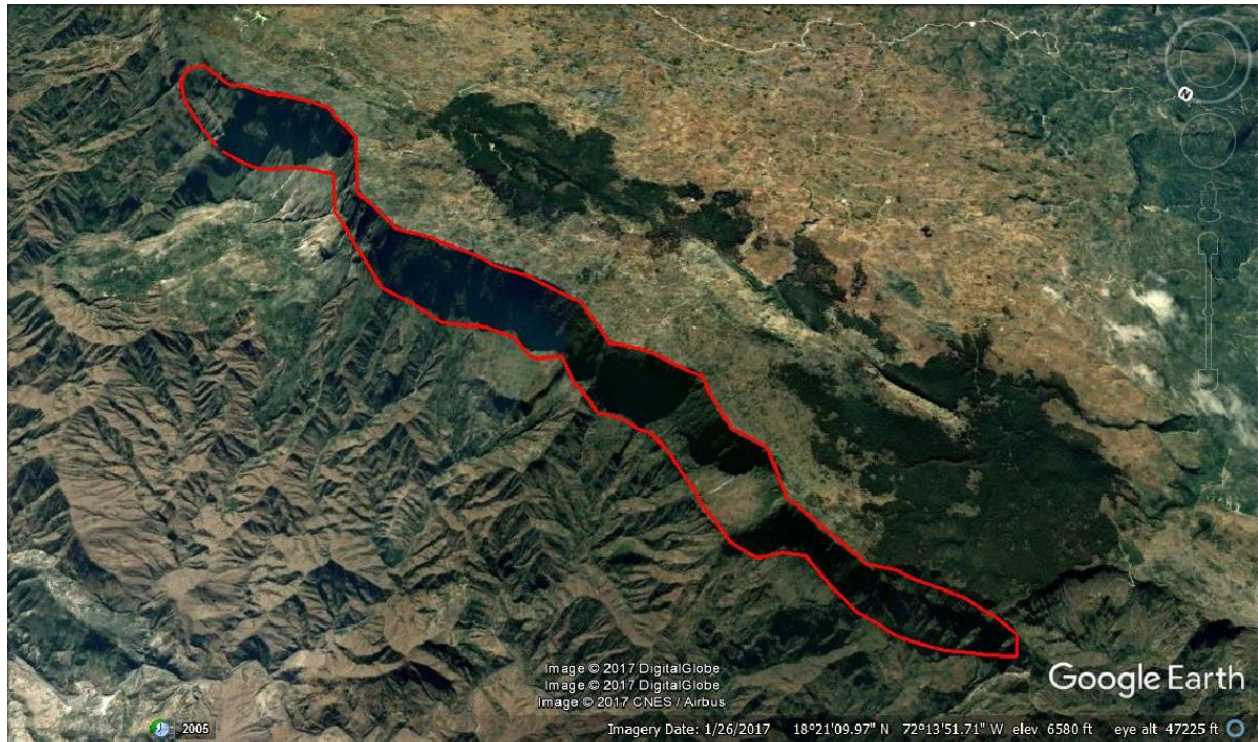 N
Image © 2017 DigitalGlobe
Image © 2017 DigitalGlobe
Image © 2017 CNES / Airbus
Google Earth
2005
Imagery Date: 1/26/2017 18°21'09.97" N 72°13'51.71" W elev 6580 ft eye alt 47225 ft